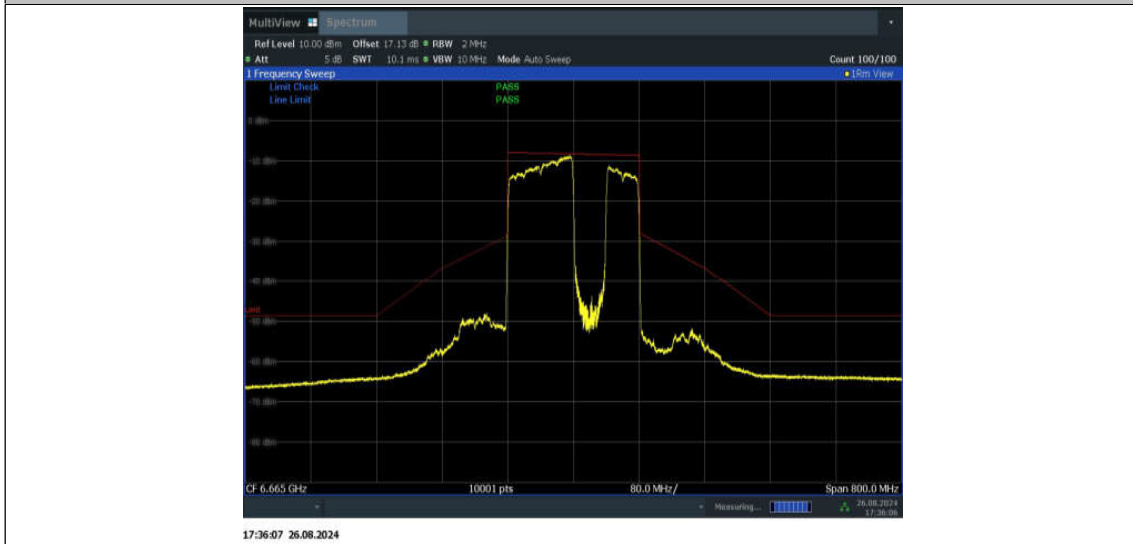 MultiView Spectrum
Ref Level 10.00 dBm Offset 17.13 dB RBW 2 MHz
Att 5 dB SWT 10.1 ms VBW 10 MHz Mode Auto Sweep Count 100/100
1 Frequency Sweep 1Rm View
Limit Check PASS
Line Limit PASS
0 dBm
-10 dBm
-20 dBm
-30 dBm
-40 dBm
-50 dBm
-60 dBm
-70 dBm
-80 dBm
CF 6.665 GHz 10001 pts 80.0 MHz/ Span 800.0 MHz
Measuring... 26.08.2024
17:36:06
17:36:07 26.08.2024